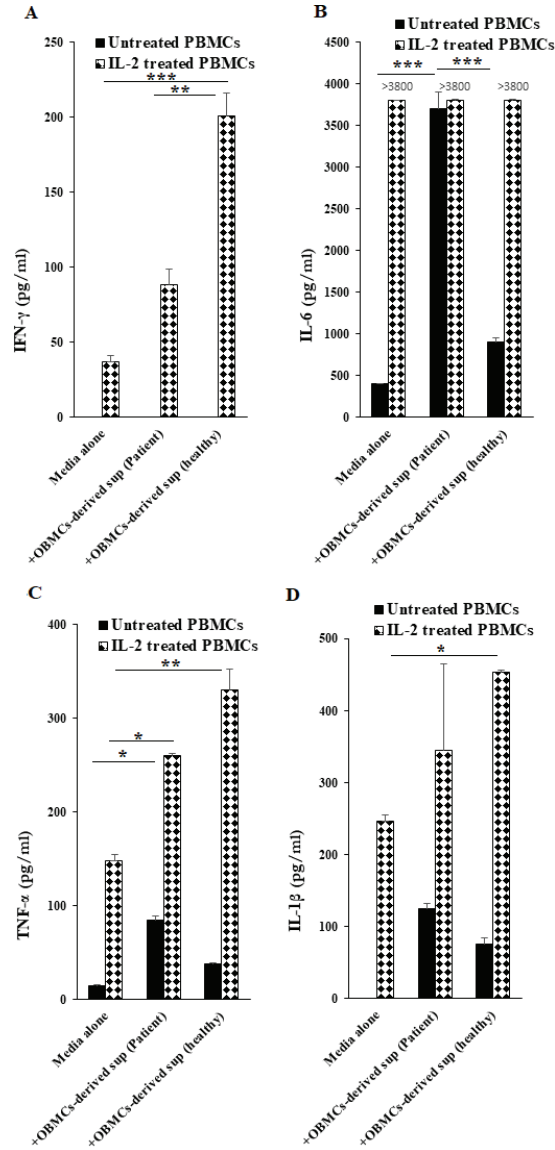 A
Untreated PBMCs
IL-2 treated PBMCs
***
**
250
200
150
100
50
0
IFN-γ (pg/ml)
Media alone
+OBMCs-derived sup (Patient)
+OBMCs-derived sup (healthy)
B
Untreated PBMCs
IL-2 treated PBMCs
*** ***
>3800 >3800 >3800
4500
4000
3500
3000
2500
2000
1500
1000
500
0
IL-6 (pg/ml)
Media alone
+OBMCs-derived sup (Patient)
+OBMCs-derived sup (healthy)
C
Untreated PBMCs
IL-2 treated PBMCs
**
*
*
400
300
200
100
0
TNF-α (pg/ml)
Media alone
+OBMCs-derived sup (Patient)
+OBMCs-derived sup (healthy)
D
Untreated PBMCs
IL-2 treated PBMCs
*
500
400
300
200
100
0
IL-1β (pg/ml)
Media alone
+OBMCs-derived sup (Patient)
+OBMCs-derived sup (healthy)